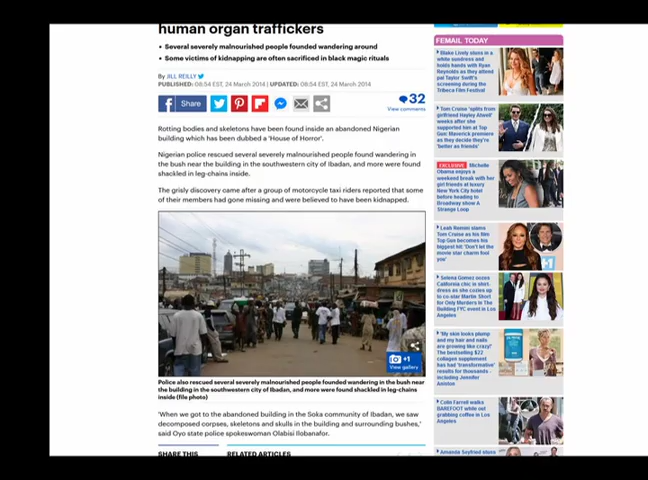 human organ traffickers
Several severely malnourished people founded wandering around
Some victims of kidnapping are often sacrificed in black magic rituals
By JILL REILLY
PUBLISHED: 08:54 EST, 24 March 2014 | UPDATED: 08:54 EST, 24 March 2014
Share
32
View comments
Rotting bodies and skeletons have been found inside an abandoned Nigerian
building which has been dubbed a 'House of Horror'.
Nigerian police rescued several severely malnourished people found wandering in
the bush near the building in the southwestern city of Ibadan, and more were found
shackled in leg-chains inside.
The grisly discovery came after a group of motorcycle taxi riders reported that some
of their members had gone missing and were believed to have been kidnapped.
+1
View gallery
Police also rescued several severely malnourished people founded wandering in the bush near
the building in the southwestern city of Ibadan, and more were found shackled in leg-chains
inside (file photo)
'When we got to the abandoned building in the Soka community of Ibadan, we saw
decomposed corpses, skeletons and skulls in the building and surrounding bushes,'
said Oyo state police spokeswoman Olabisi Ilobanafor.
SHARE THIS
RELATED ARTICLES
FEMAIL TODAY
Blake Lively stuns in a
white sundress and
holds hands with Ryan
Reynolds as they attend
pal Taylor Swift's
screening during the
Tribeca Film Festival
Tom Cruise 'splits from
girlfriend Hayley Atwell'
weeks after she
supported him at Top
Gun: Maverick premiere
as they decide they're
'better as friends'
EXCLUSIVE Michelle
Obama enjoys a
weekend break with her
girl friends at luxury
New York City hotel
before heading to
Broadway show A
Strange Loop
Leah Remini slams
Tom Cruise as his film
Top Gun becomes his
biggest hit: 'Don't let the
movie star charm fool
you'
+1
Selena Gomez oozes
California chic in shirt
dress as she cozies up
to co-star Martin Short
for Only Murders In The
Building FYC event in Los
Angeles
'My skin looks plump
and my hair and nails
are growing like crazy!'
The bestselling $22
collagen supplement
has had 'transformative'
results for thousands -
including Jennifer
Aniston
Colin Farrell walks
BAREFOOT while out
grabbing coffee in Los
Angeles
Amanda Seyfried stuns